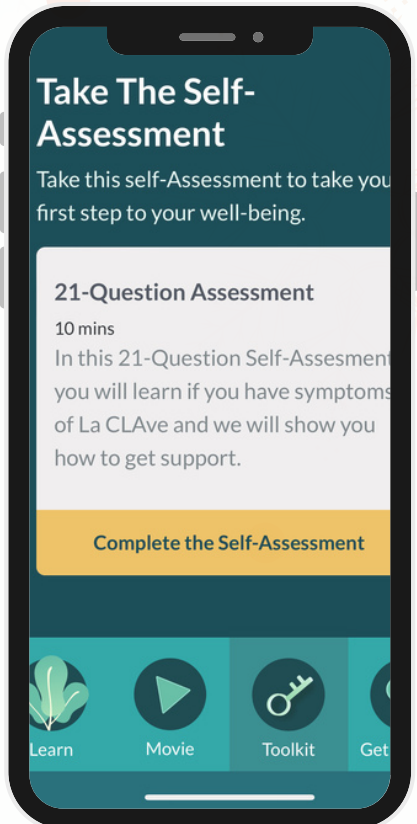 Take The Self-
Assessment
Take this self-Assessment to take you
first step to your well-being.
21-Question Assessment
10 mins
In this 21-Question Self-Assesment
you will learn if you have symptoms
of La CLAve and we will show you
how to get support.
Complete the Self-Assessment
Learn
Movie
Toolkit
Get